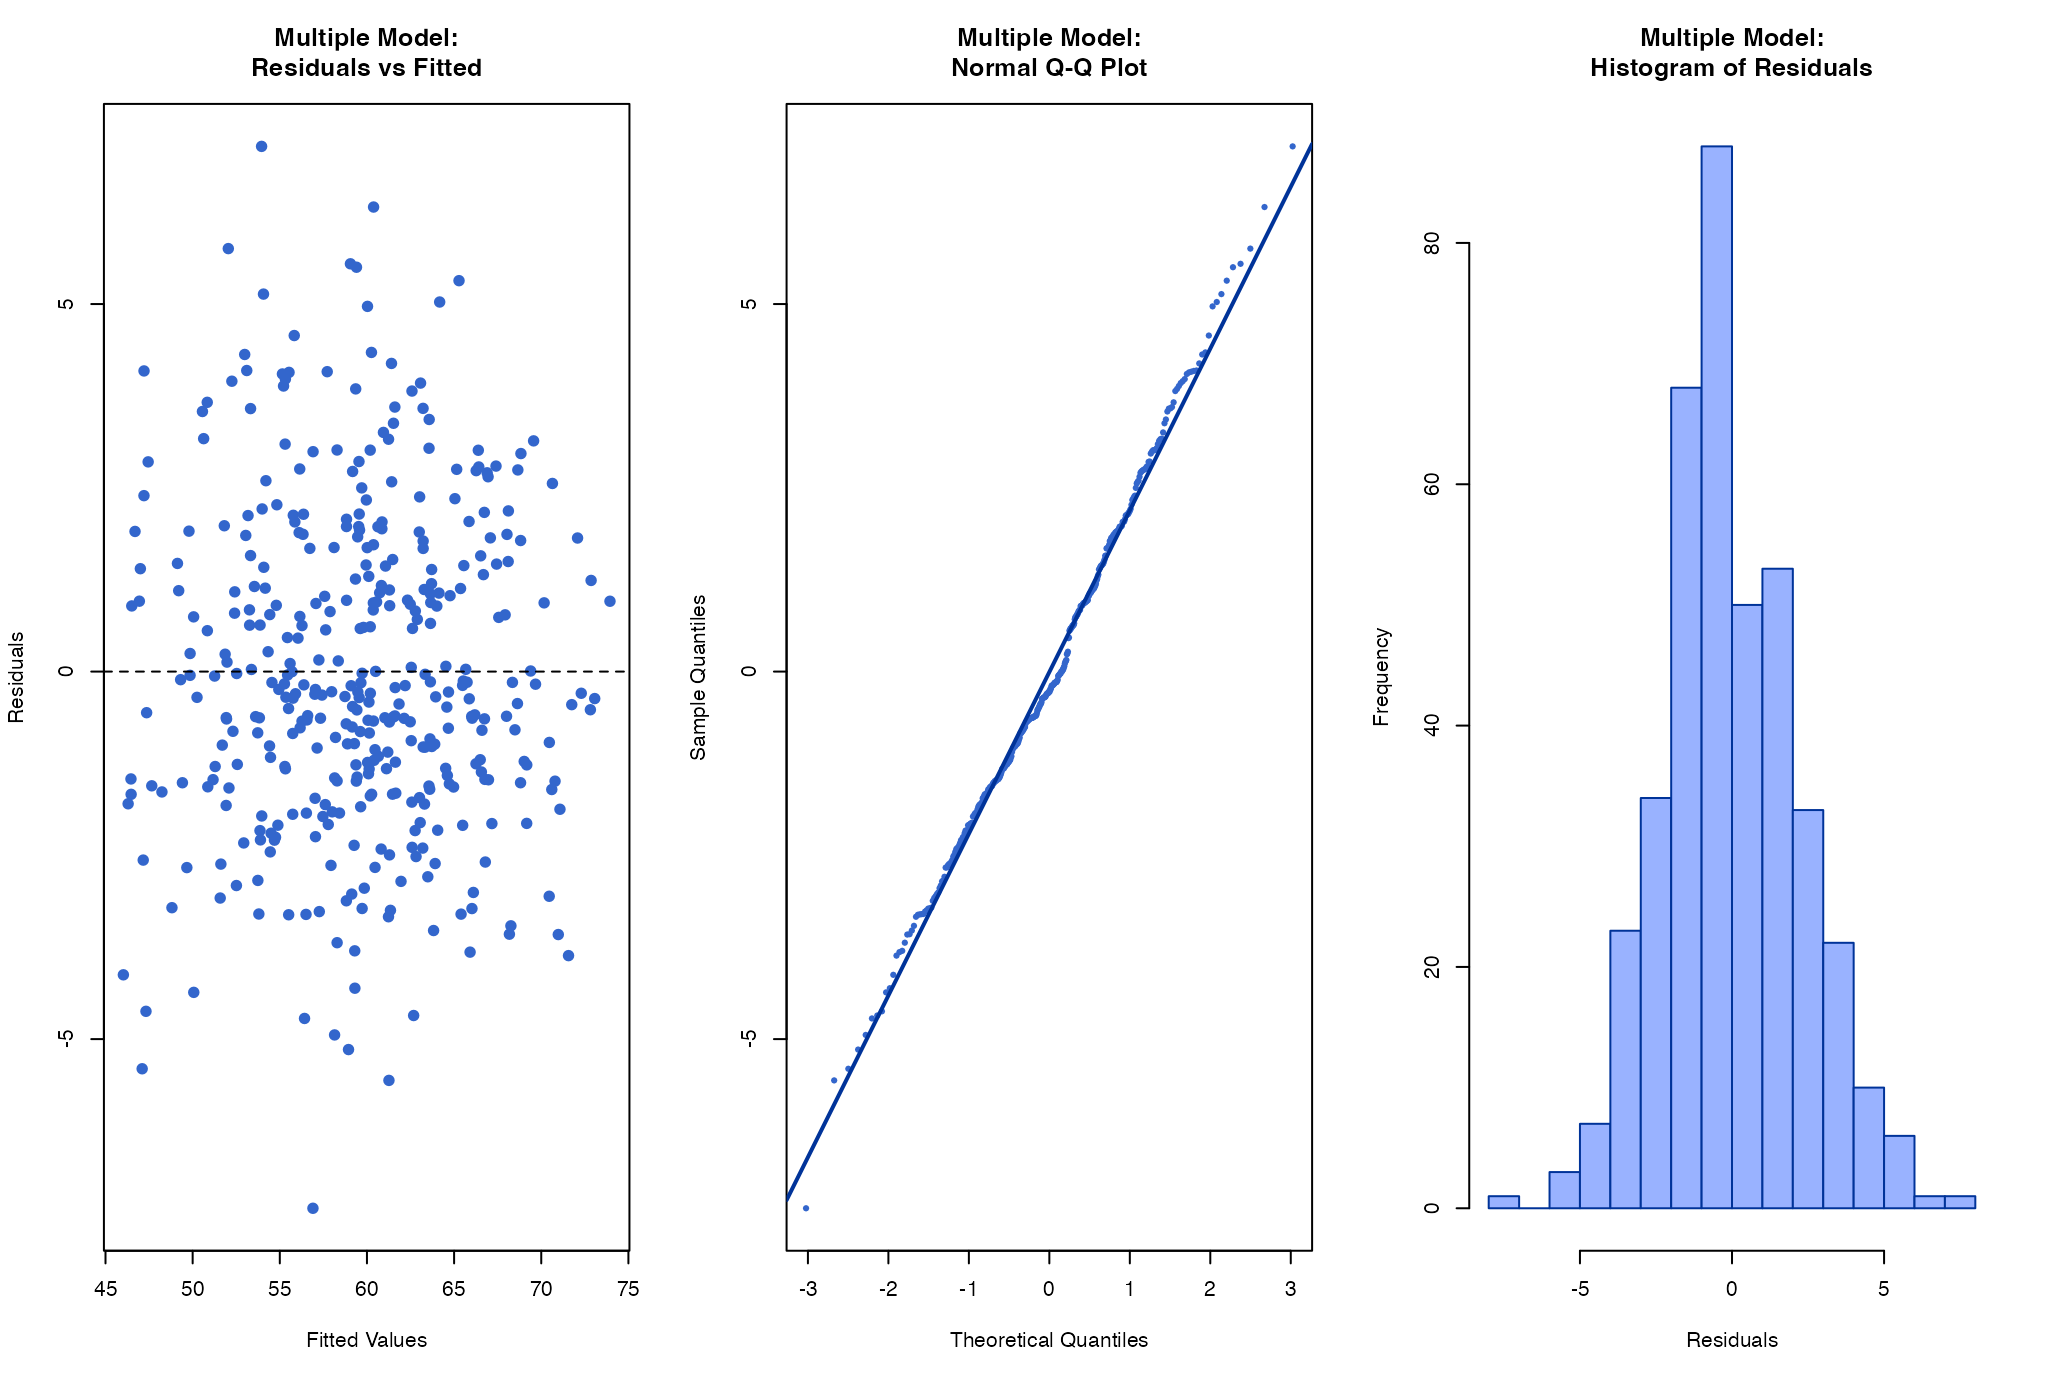 Multiple Model:
Residuals vs Fitted
5
0
-5
Residuals
45 50 55 60 65 70 75
Fitted Values
Multiple Model:
Normal Q-Q Plot
5
0
-5
Sample Quantiles
-3 -2 -1 0 1 2 3
Theoretical Quantiles
Multiple Model:
Histogram of Residuals
80
60
40
20
0
Frequency
-5 0 5
Residuals